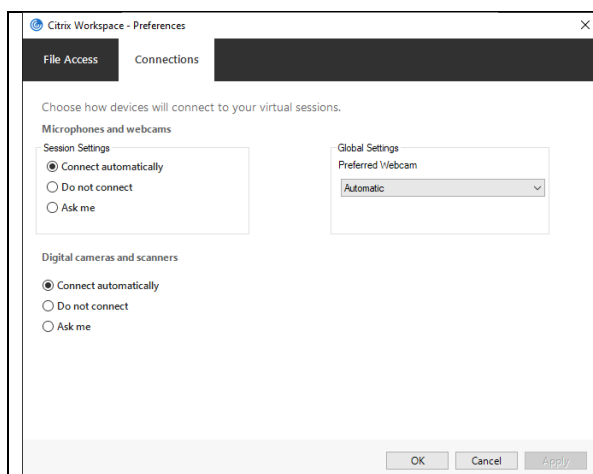 Citrix Workspace - Preferences
File Access Connections
Choose how devices will connect to your virtual sessions.
Microphones and webcams
Session Settings
Connect automatically
Do not connect
Ask me
Global Settings
Preferred Webcam
Automatic
Digital cameras and scanners
Connect automatically
Do not connect
Ask me
OK Cancel Apply